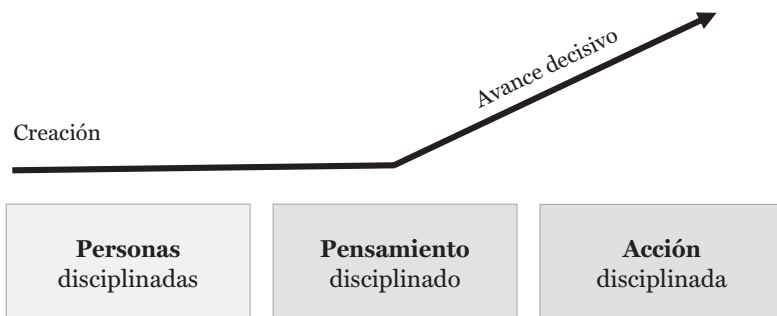 Avance decisivo
Creación
Personas
disciplinadas
Pensamiento
disciplinado
Acción
disciplinada